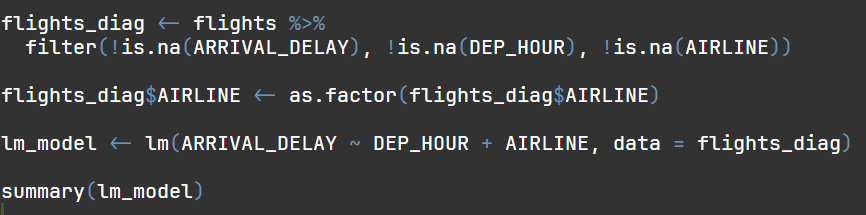 flights_diag <- flights %>%
  filter(!is.na(ARRIVAL_DELAY), !is.na(DEP_HOUR), !is.na(AIRLINE))
flights_diag$AIRLINE <- as.factor(flights_diag$AIRLINE)
lm_model <- lm(ARRIVAL_DELAY ~ DEP_HOUR + AIRLINE, data = flights_diag)
summary(lm_model)